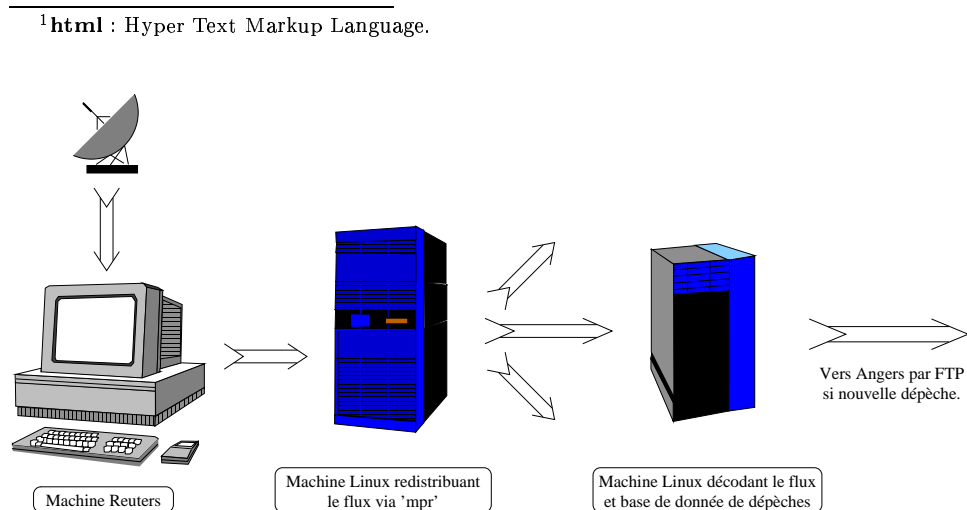 1html : Hyper Text Markup Language.
Vers Angers par FTP
si nouvelle dépèche.
Machine Reuters
Machine Linux redistribuant
le flux via 'mpr'
Machine Linux décodant le flux
et base de donnée de dépèches